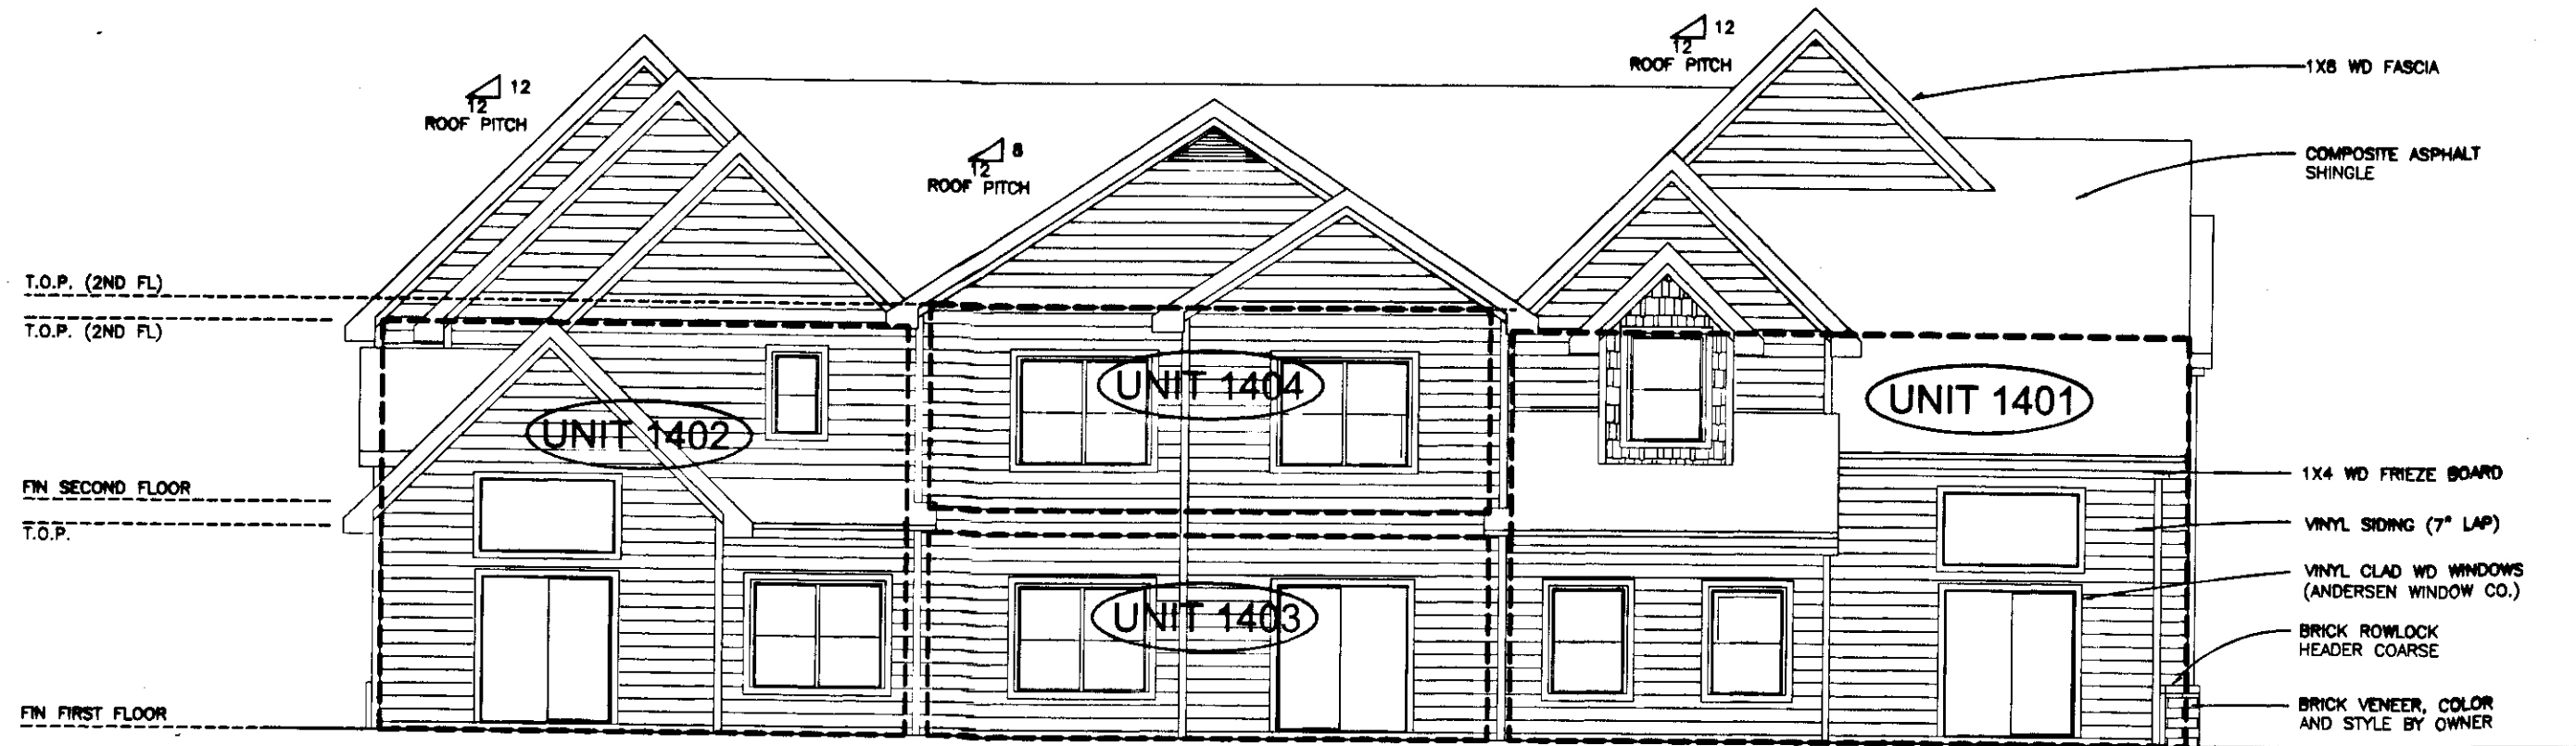 12
12
ROOF PITCH
12
12
ROOF PITCH
8
12
ROOF PITCH
1X8 WD FASCIA
COMPOSITE ASPHALT
SHINGLE
T.O.P. (2ND FL)
T.O.P. (2ND FL)
UNIT 1404
UNIT 1401
UNIT 1402
FIN SECOND FLOOR
T.O.P.
1X4 WD FRIEZE BOARD
VINYL SIDING (7" LAP)
VINYL CLAD WD WINDOWS
(ANDERSEN WINDOW CO.)
UNIT 1403
BRICK ROWLOCK
HEADER COARSE
FIN FIRST FLOOR
BRICK VENEER, COLOR
AND STYLE BY OWNER